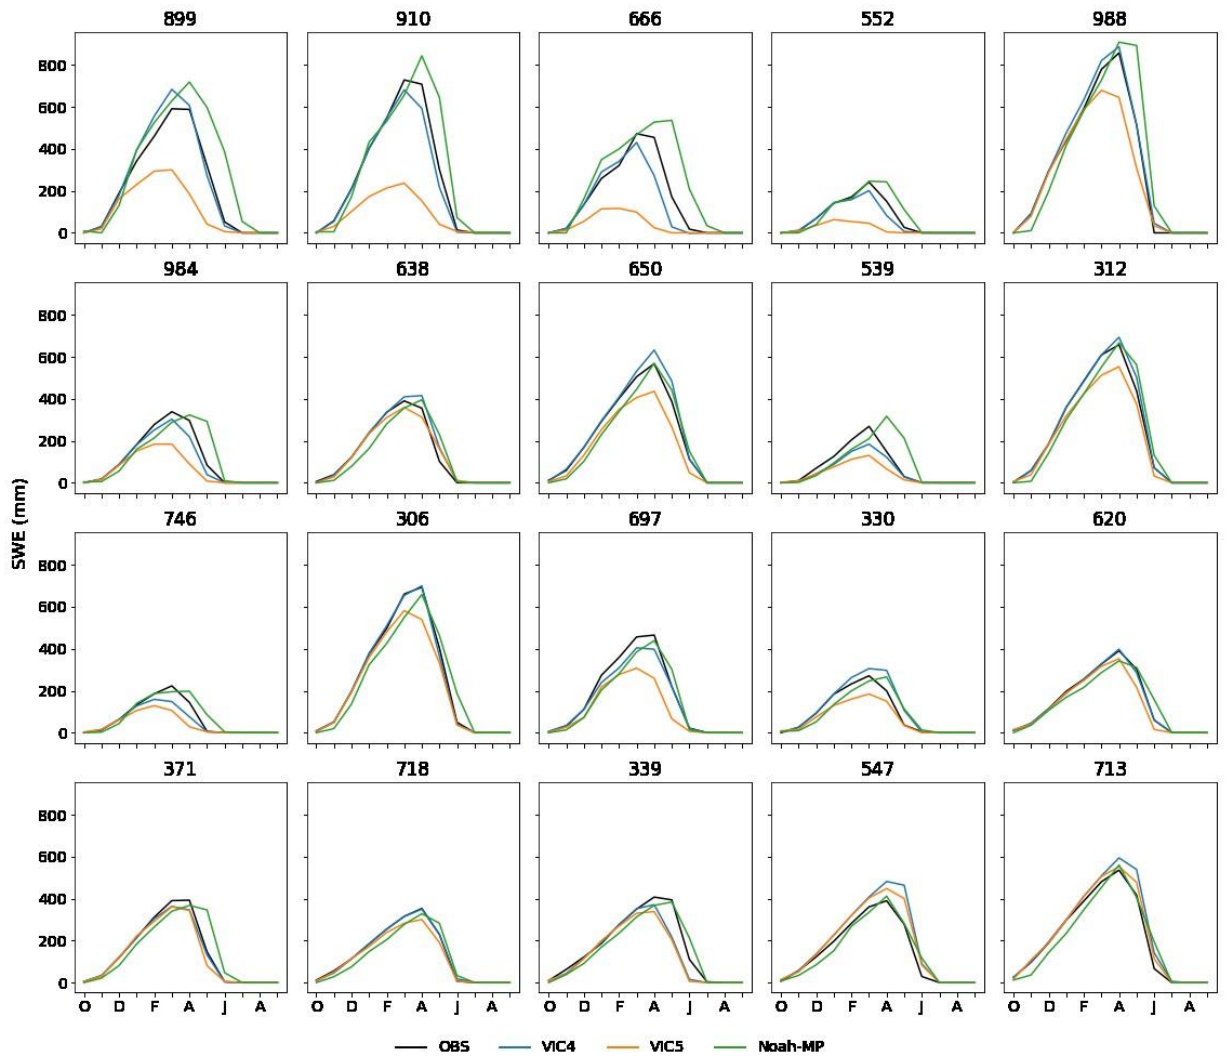 899 910 666 552 988
800
600
400
200
0
984 638 650 539 312
800
600
400
200
0
746 306 697 330 620
800
600
400
200
0
371 718 339 547 713
800
600
400
200
0
O D F A J A O D F A J A O D F A J A O D F A J A O D F A J A
SWE (mm)
OBS VIC4 VIC5 Noah-MP